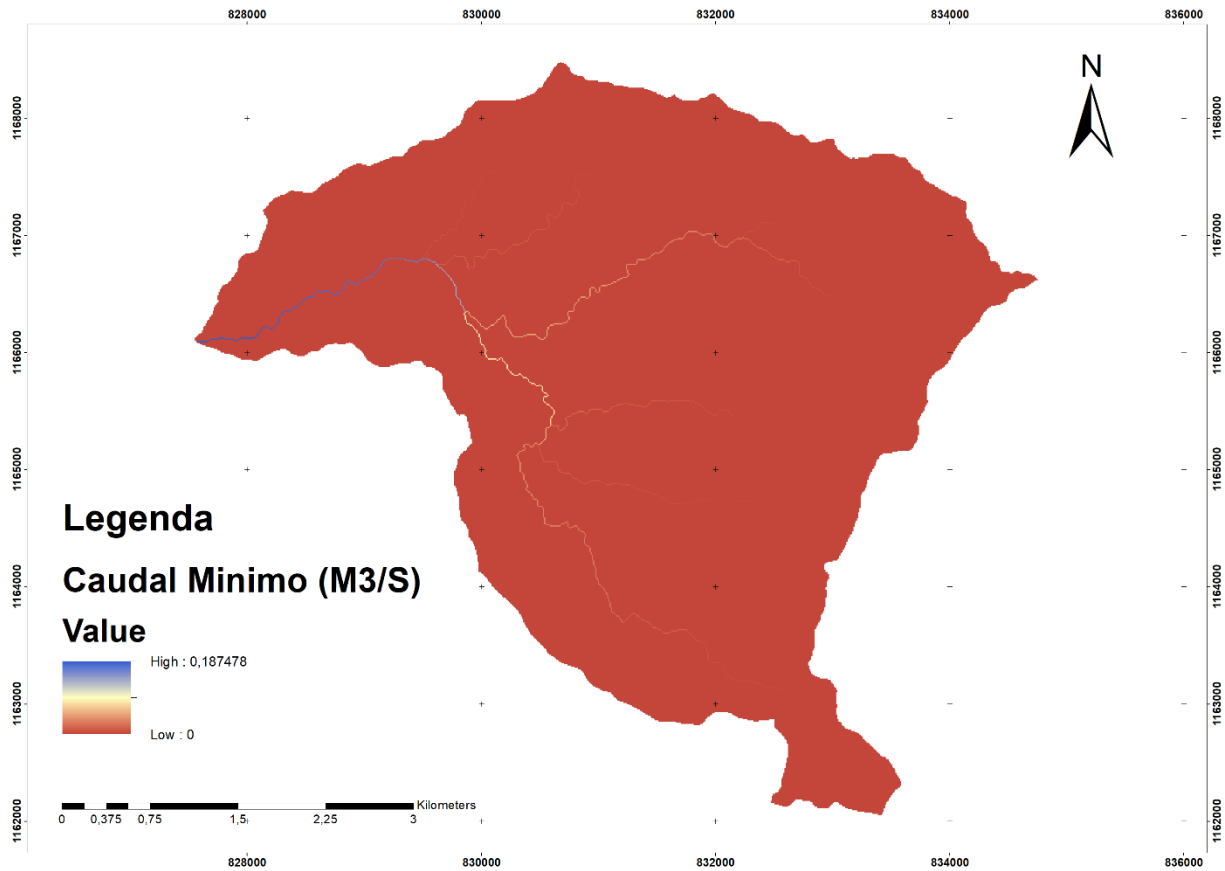 828000 830000 832000 834000 836000
N
1168000 1168000
1167000 1167000
1166000 1166000
1165000 1165000
1164000 1164000
1163000 1163000
1162000 1162000
Legenda
Caudal Minimo (M3/S)
Value
High : 0,187478
Low : 0
Kilometers
0 0,375 0,75 1,5 2,25 3
828000 830000 832000 834000 836000